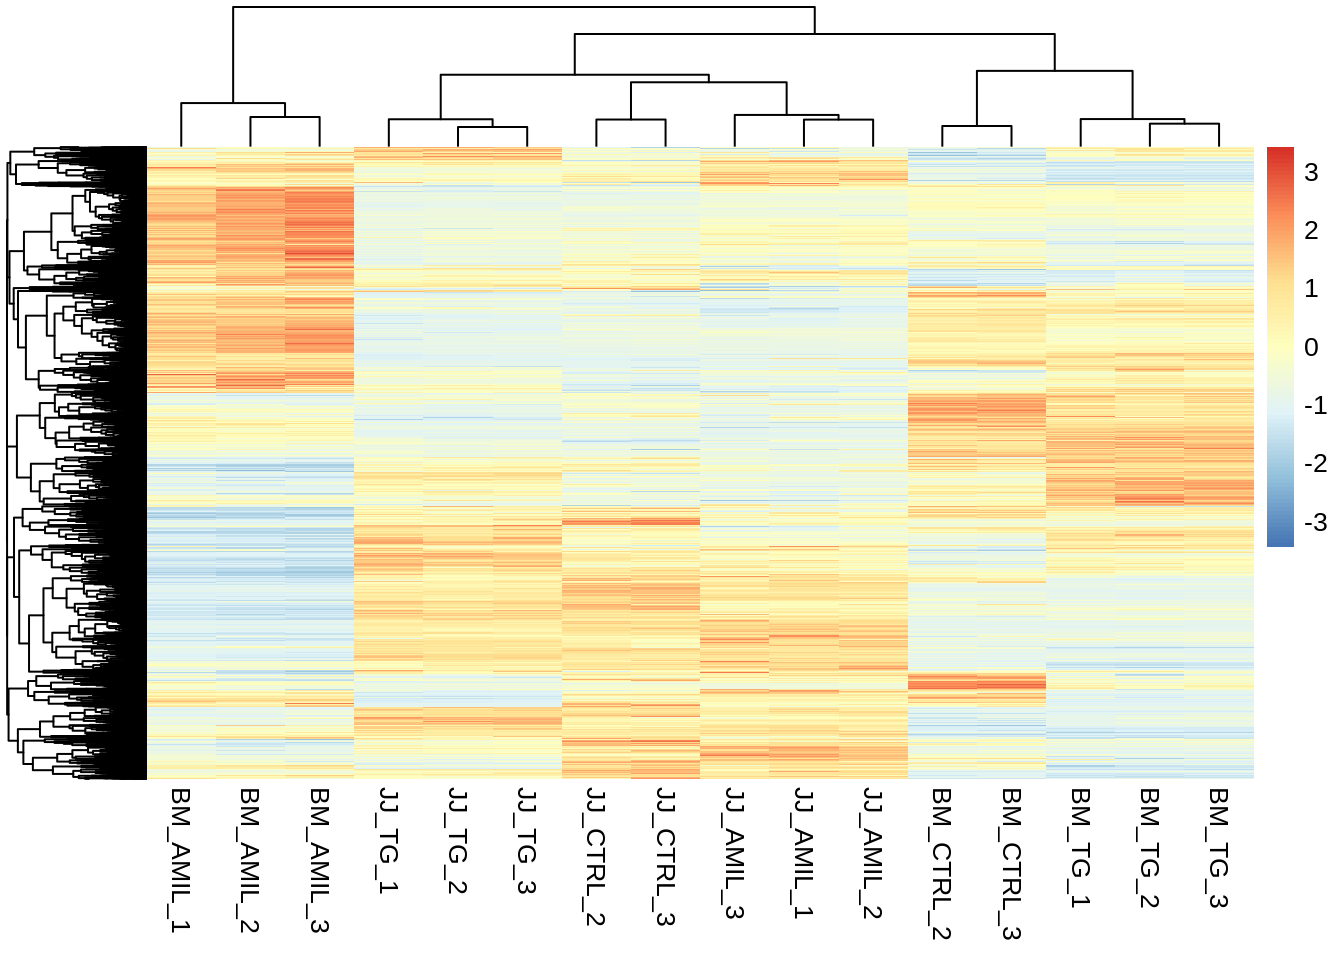 3
2
1
0
-1
-2
-3
BM_AMIL_1
BM_AMIL_2
BM_AMIL_3
JJ_TG_1
JJ_TG_2
JJ_TG_3
JJ_CTRL_2
JJ_CTRL_3
JJ_AMIL_3
JJ_AMIL_1
JJ_AMIL_2
BM_CTRL_2
BM_CTRL_3
BM_TG_1
BM_TG_2
BM_TG_3